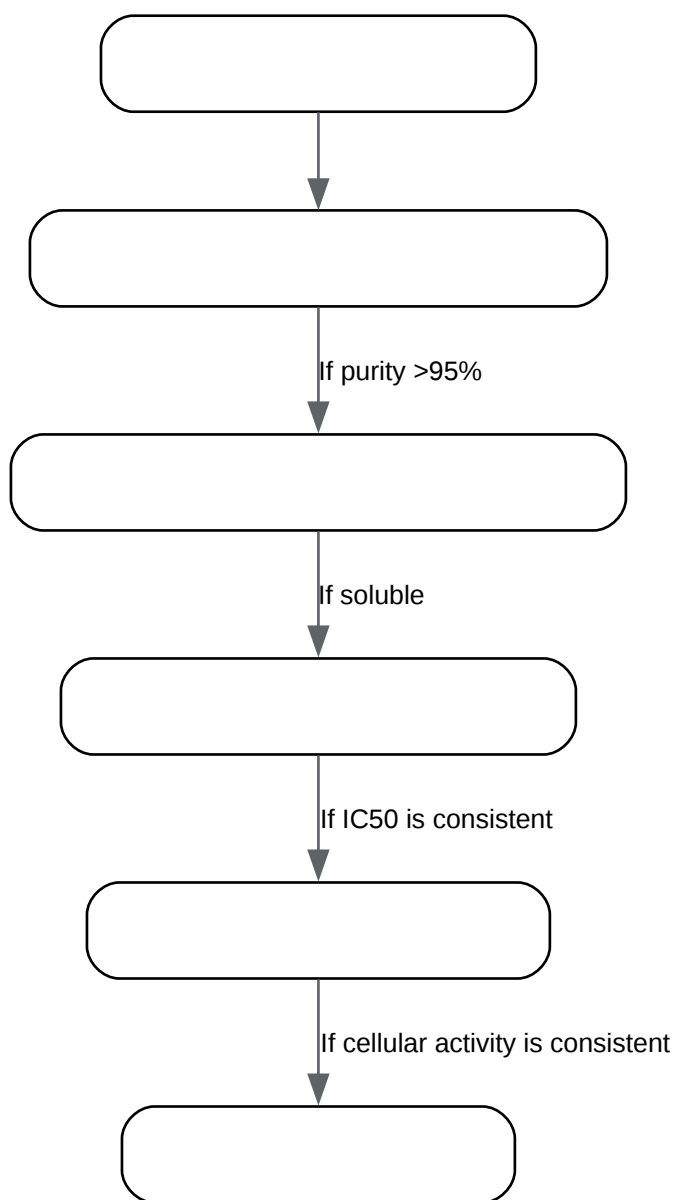 If purity >95%
If soluble
If IC50 is consistent
If cellular activity is consistent